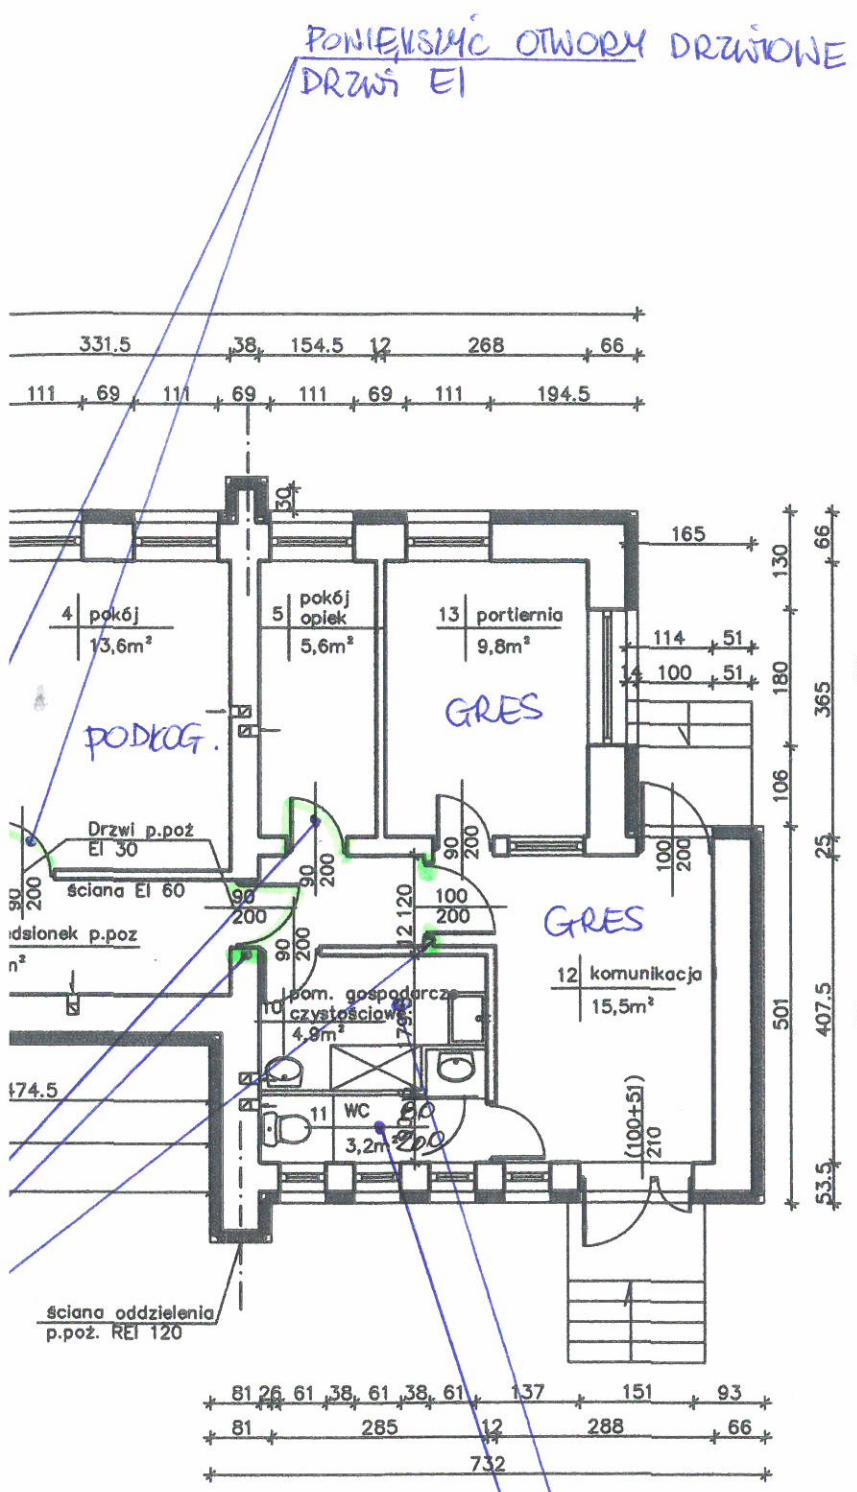 PONIĘKSZYĆ OTWORY DRZWIOWE
DRZWI EI
331.5 38 154.5 12 268 66
111 69 111 69 111 69 111 194.5
30
165
130
66
4 pokój
13,6m²
5 pokój
opiek
5,6m²
13 portiernia
9,8m²
114 51
14 100 51
180
365
PODŁOG.
GRES
106
Drzwi p.poż
EI 30
90
200
90
200
100
200
25
ściana EI 60
90
200
90
200
100
200
12 120
GRES
edsionek p.poz
m²
90
200
12 komunikacja
15,5m²
10 pom. gospodarcze
czystościowe
4,9m²
501
407.5
474.5
11 WC
3,2m²
80
200
(100+51)
210
53.5
ściana oddzielenia
p.poż. REI 120
81 26 61 38 61 38 61 137 151 93
81 285 12 288 66
732